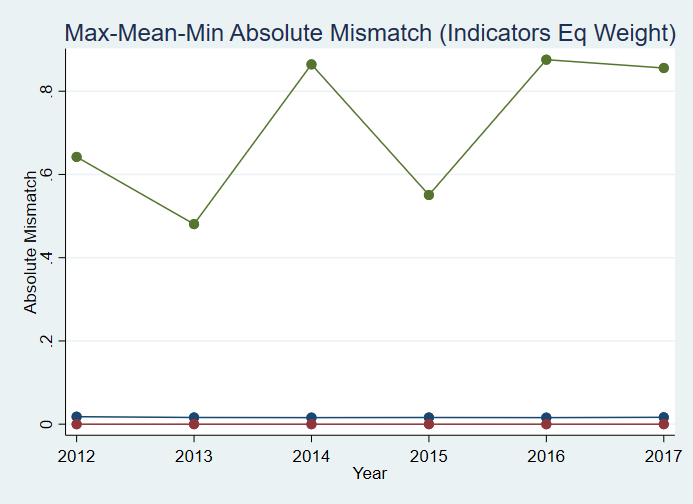 Max-Mean-Min Absolute Mismatch (Indicators Eq Weight)
Absolute Mismatch
.8
.6
.4
.2
0
2012 2013 2014 2015 2016 2017
Year